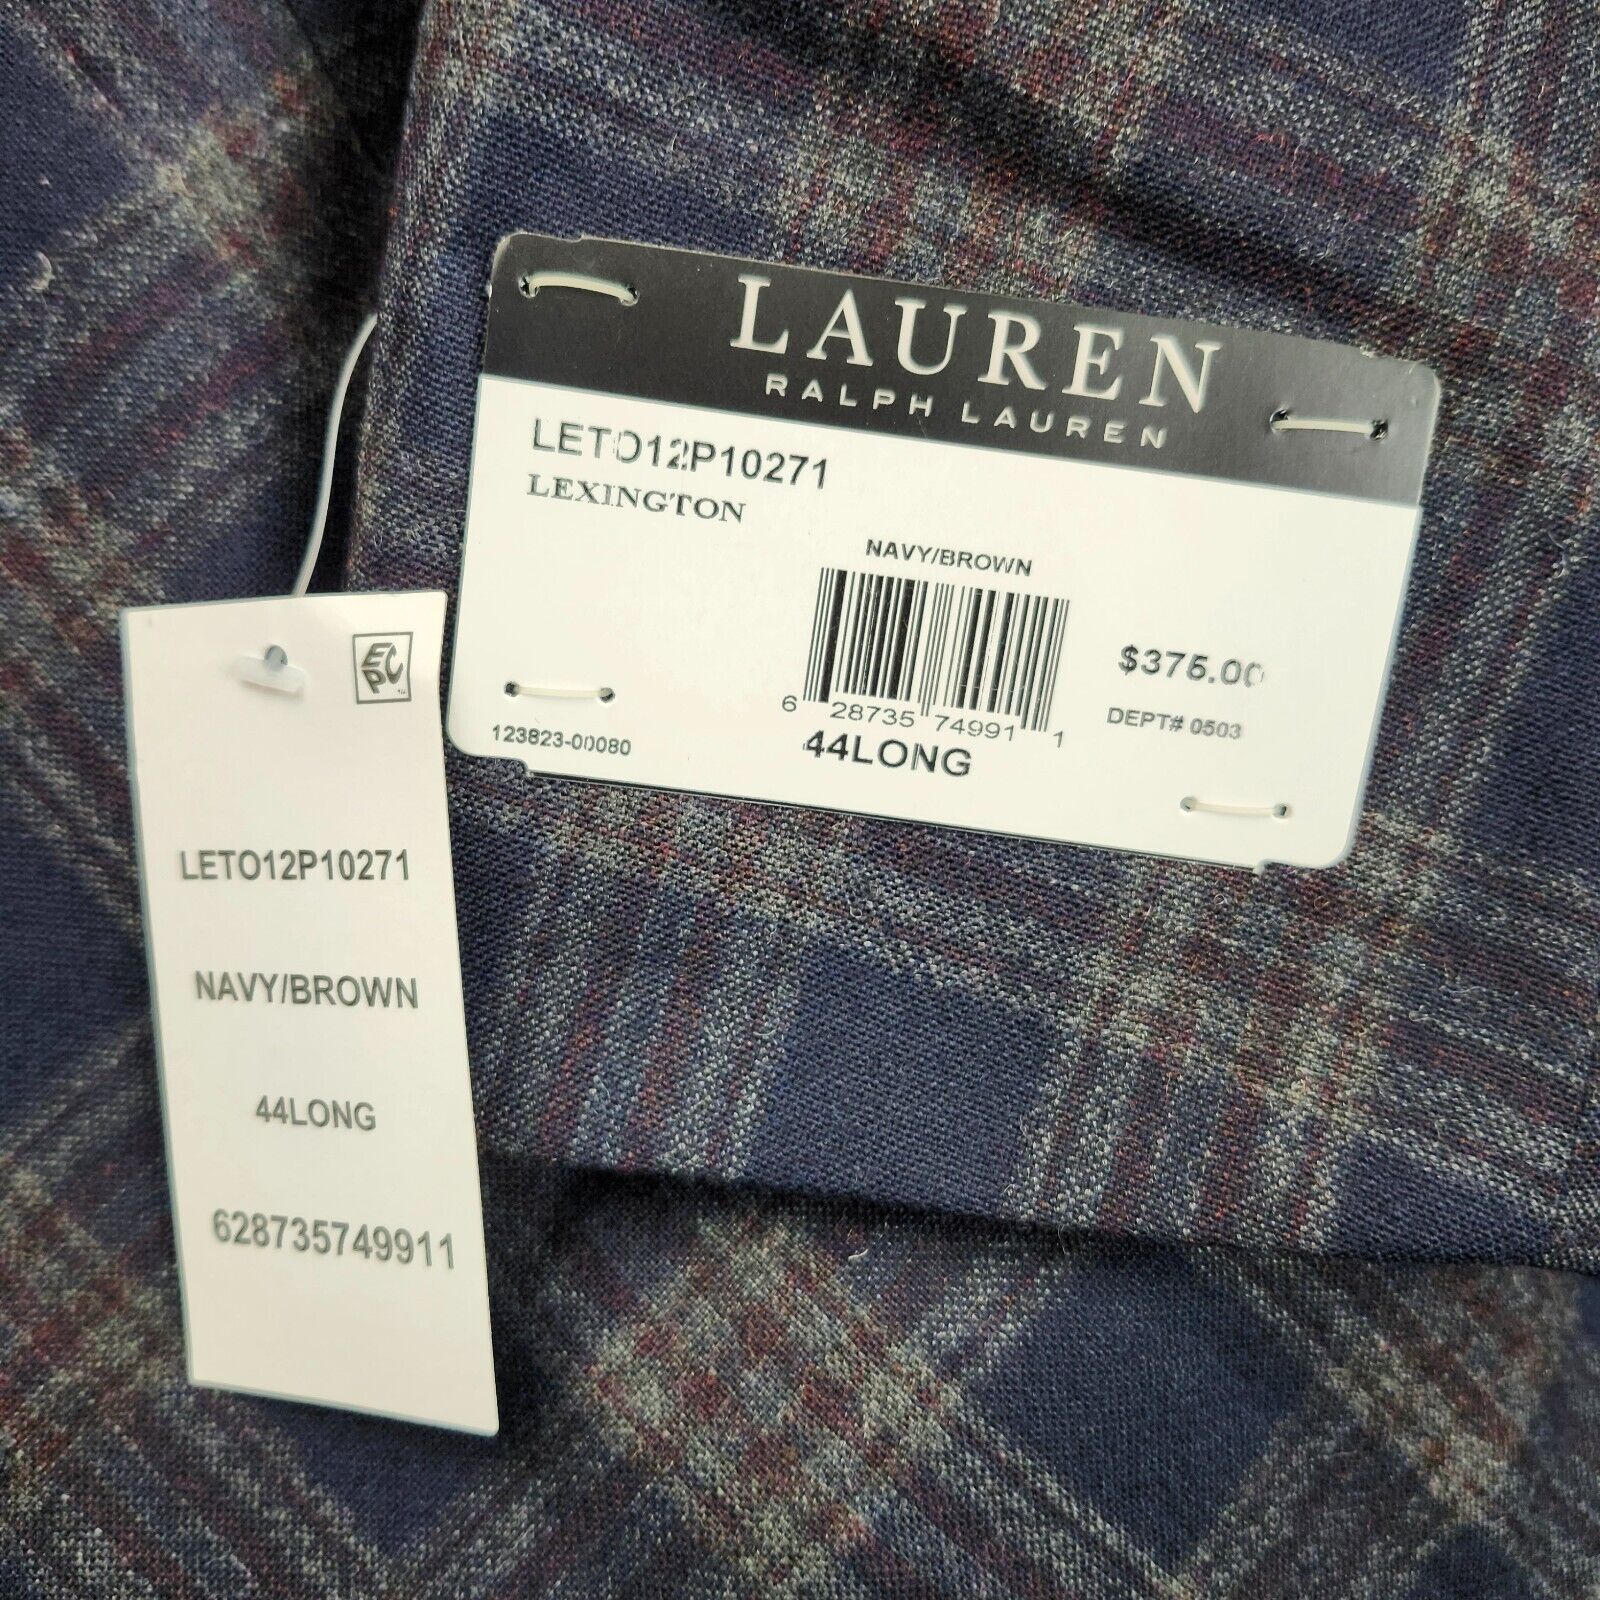 LAUREN
RALPH LAUREN
LETO12P10271
LEXINGTON
NAVY/BROWN
$375.00
6 28735 74991 1
DEPT# 0503
123823-00080
44LONG
EPC
LETO12P10271
NAVY/BROWN
44LONG
628735749911